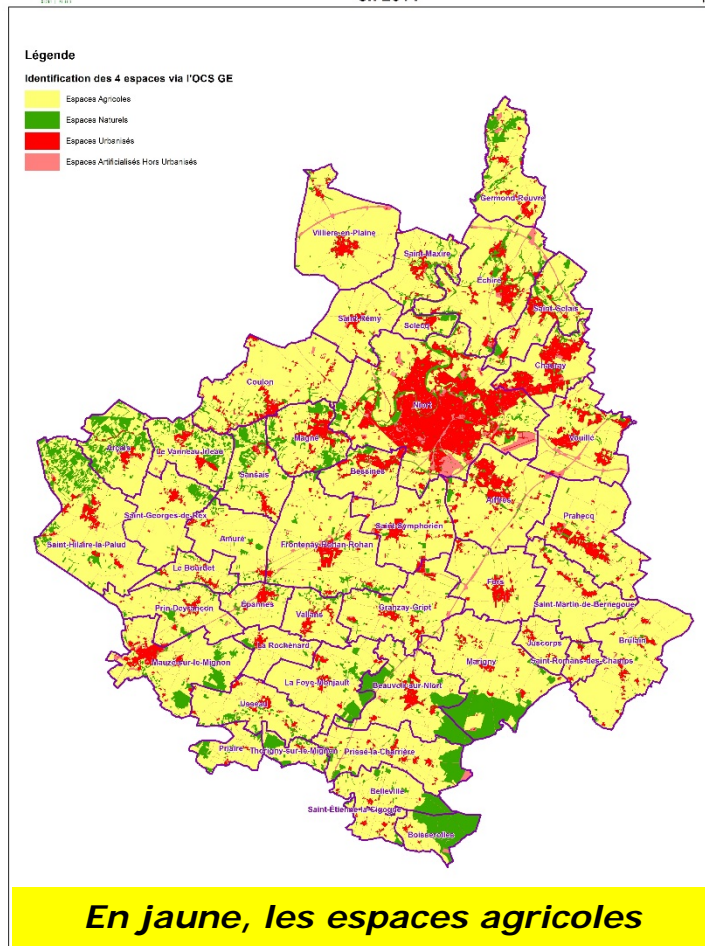 Légende
Identification des 4 espaces via l'OCS GE
Espaces Agricoles
Espaces Naturels
Espaces Urbanisés
Espaces Artificialisés Hors Urbanisés
Germond-Rouvre
Villiers-en-Plaine
Saint-Maxire
Échiré
Saint-Gelais
Saint-Rémy
Sciecq
Chauray
Coulon
Niort
Magné
Vouillé
Arçais
Le Vanneau-Irleau
Sansais
Bessines
Aiffres
Saint-Georges-de-Rex
Saint-Symphorien
Prahecq
Saint-Hilaire-la-Palud
Amuré
Frontenay-Rohan-Rohan
Le Bourdet
Fors
Prin-Deyrançon
Épannes
Vallans
Granzay-Gript
Saint-Martin-de-Bernegoue
La Rochénard
Juscorps
Brûlain
Mauzé-sur-le-Mignon
Marigny
Saint-Romans-des-Champs
La Foye-Monjault
Beauvoir-sur-Niort
Usseau
Priaire
Thorigny-sur-le-Mignon
Prissé-la-Charrière
Belleville
Saint-Étienne-la-Cigogne
Boisserolles
En jaune, les espaces agricoles